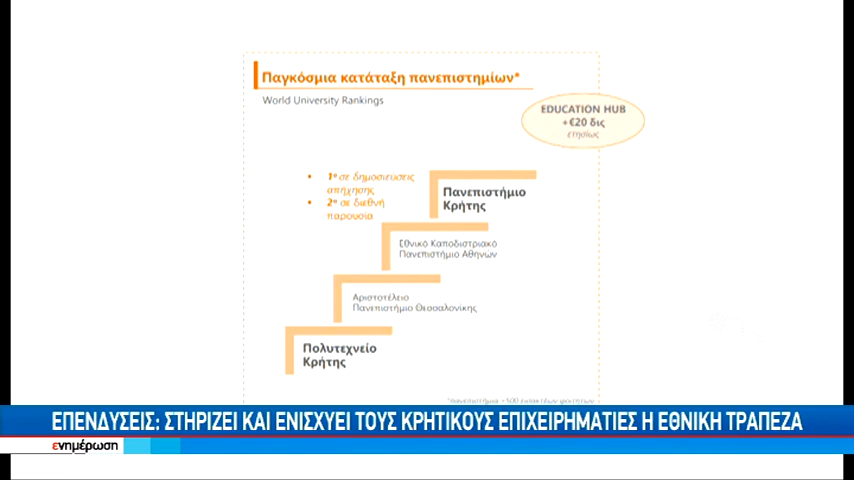 Παγκόσμια κατάταξη πανεπιστημίων*
World University Rankings
EDUCATION HUB
+€20 δις
ετησίως
• 1ο σε δημοσιεύσεις
απήχησης
• 2ο σε διεθνή
παρουσία
Πανεπιστήμιο
Κρήτης
Εθνικό Καποδιστριακό
Πανεπιστήμιο Αθηνών
Αριστοτέλειο
Πανεπιστήμιο Θεσσαλονίκης
Πολυτεχνείο
Κρήτης
ΕΠΕΝΔΥΣΕΙΣ: ΣΤΗΡΙΖΕΙ ΚΑΙ ΕΝΙΣΧΥΕΙ ΤΟΥΣ ΚΡΗΤΙΚΟΥΣ ΕΠΙΧΕΙΡΗΜΑΤΙΕΣ Η ΕΘΝΙΚΗ ΤΡΑΠΕΖΑ
ενημέρωση